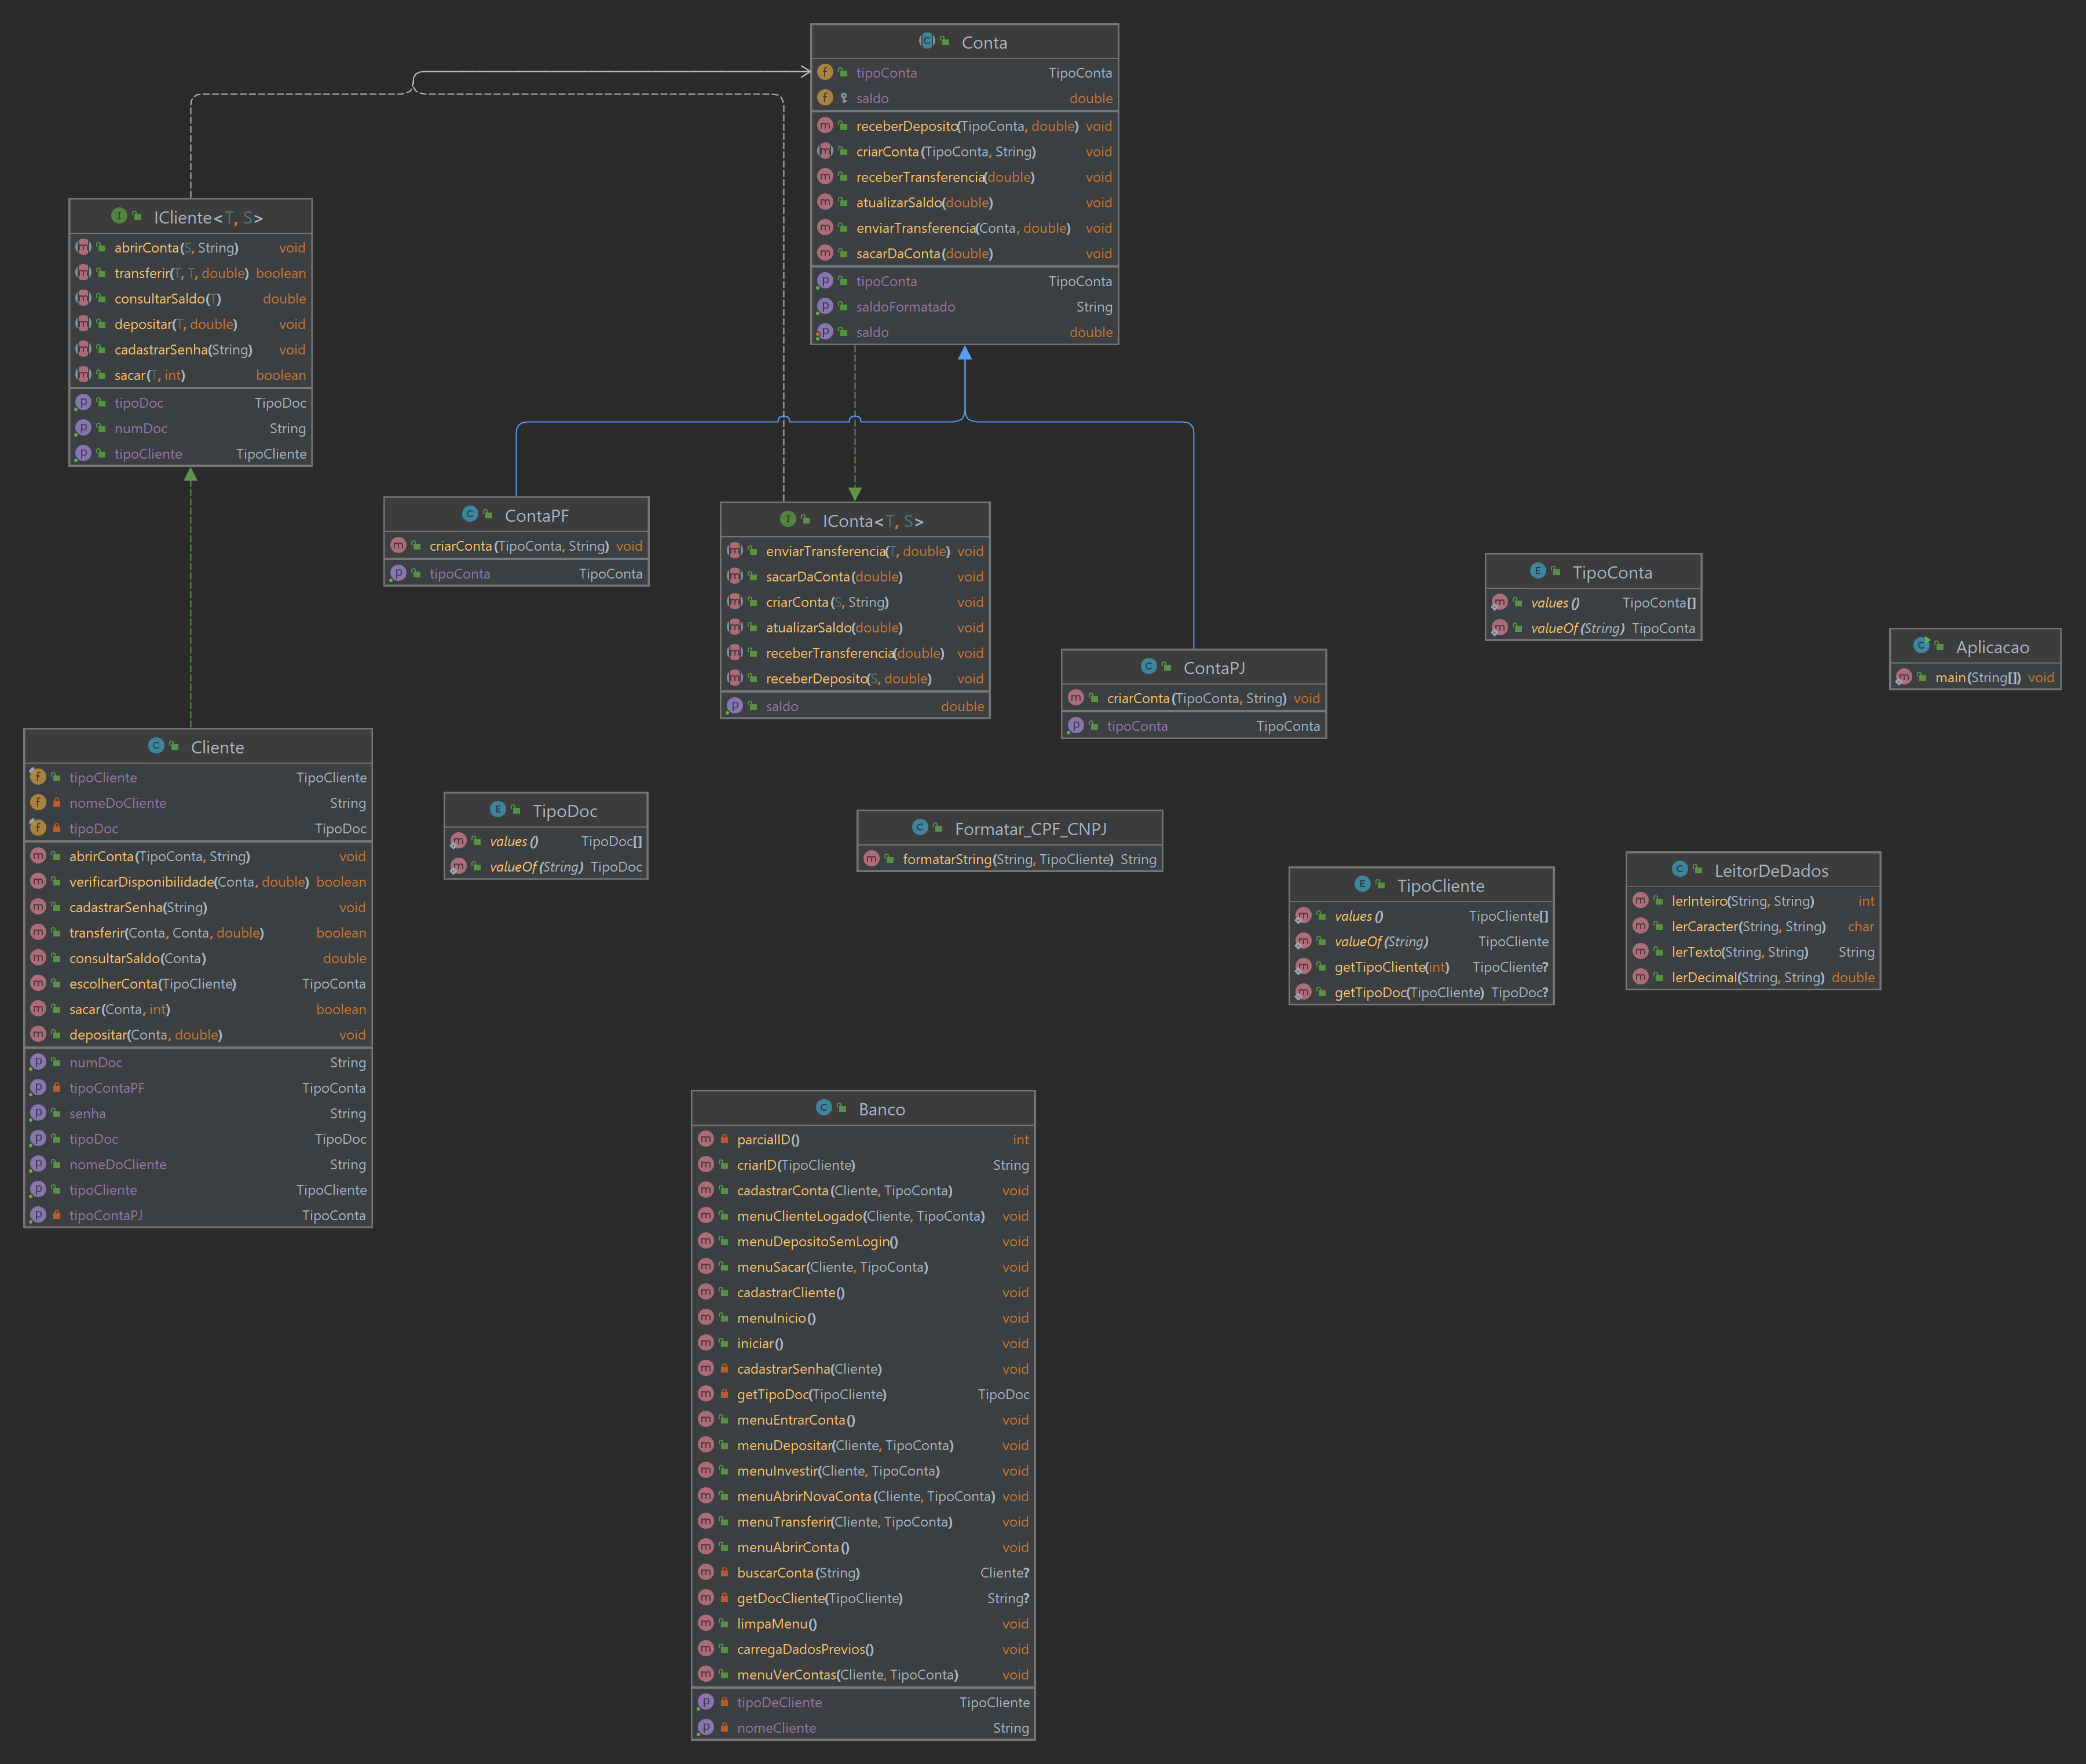 Conta
tipoConta TipoConta
saldo double
receberDeposito(TipoConta, double) void
criarConta(TipoConta, String) void
receberTransferencia(double) void
atualizarSaldo(double) void
enviarTransferencia(Conta, double) void
sacarDaConta(double) void
tipoConta TipoConta
saldoFormatado String
saldo double
ICliente<T, S>
abrirConta(S, String) void
transferir(T, T, double) boolean
consultarSaldo(T) double
depositar(T, double) void
cadastrarSenha(String) void
sacar(T, int) boolean
tipoDoc TipoDoc
numDoc String
tipoCliente TipoCliente
ContaPF
criarConta(TipoConta, String) void
tipoConta TipoConta
IConta<T, S>
enviarTransferencia(T, double) void
sacarDaConta(double) void
criarConta(S, String) void
atualizarSaldo(double) void
receberTransferencia(double) void
receberDeposito(S, double) void
saldo double
ContaPJ
criarConta(TipoConta, String) void
tipoConta TipoConta
TipoConta
values() TipoConta[]
valueOf(String) TipoConta
Aplicacao
main(String[]) void
Cliente
tipoCliente TipoCliente
nomeDoCliente String
tipoDoc TipoDoc
abrirConta(TipoConta, String) void
verificarDisponibilidade(Conta, double) boolean
cadastrarSenha(String) void
transferir(Conta, Conta, double) boolean
consultarSaldo(Conta) double
escolherConta(TipoCliente) TipoConta
sacar(Conta, int) boolean
depositar(Conta, double) void
numDoc String
tipoContaPF TipoConta
senha String
tipoDoc TipoDoc
nomeDoCliente String
tipoCliente TipoCliente
tipoContaPJ TipoConta
TipoDoc
values() TipoDoc[]
valueOf(String) TipoDoc
Formatar_CPF_CNPJ
formatarString(String, TipoCliente) String
TipoCliente
values() TipoCliente[]
valueOf(String) TipoCliente
getTipoCliente(int) TipoCliente?
getTipoDoc(TipoCliente) TipoDoc?
LeitorDeDados
lerInteiro(String, String) int
lerCaracter(String, String) char
lerTexto(String, String) String
lerDecimal(String, String) double
Banco
parcialID() int
criarID(TipoCliente) String
cadastrarConta(Cliente, TipoConta) void
menuClienteLogado(Cliente, TipoConta) void
menuDepositoSemLogin() void
menuSacar(Cliente, TipoConta) void
cadastrarCliente() void
menuInicio() void
iniciar() void
cadastrarSenha(Cliente) void
getTipoDoc(TipoCliente) TipoDoc
menuEntrarConta() void
menuDepositar(Cliente, TipoConta) void
menuInvestir(Cliente, TipoConta) void
menuAbrirNovaConta(Cliente, TipoConta) void
menuTransferir(Cliente, TipoConta) void
menuAbrirConta() void
buscarConta(String) Cliente?
getDocCliente(TipoCliente) String?
limpaMenu() void
carregaDadosPrevios() void
menuVerContas(Cliente, TipoConta) void
tipoDeCliente TipoCliente
nomeCliente String